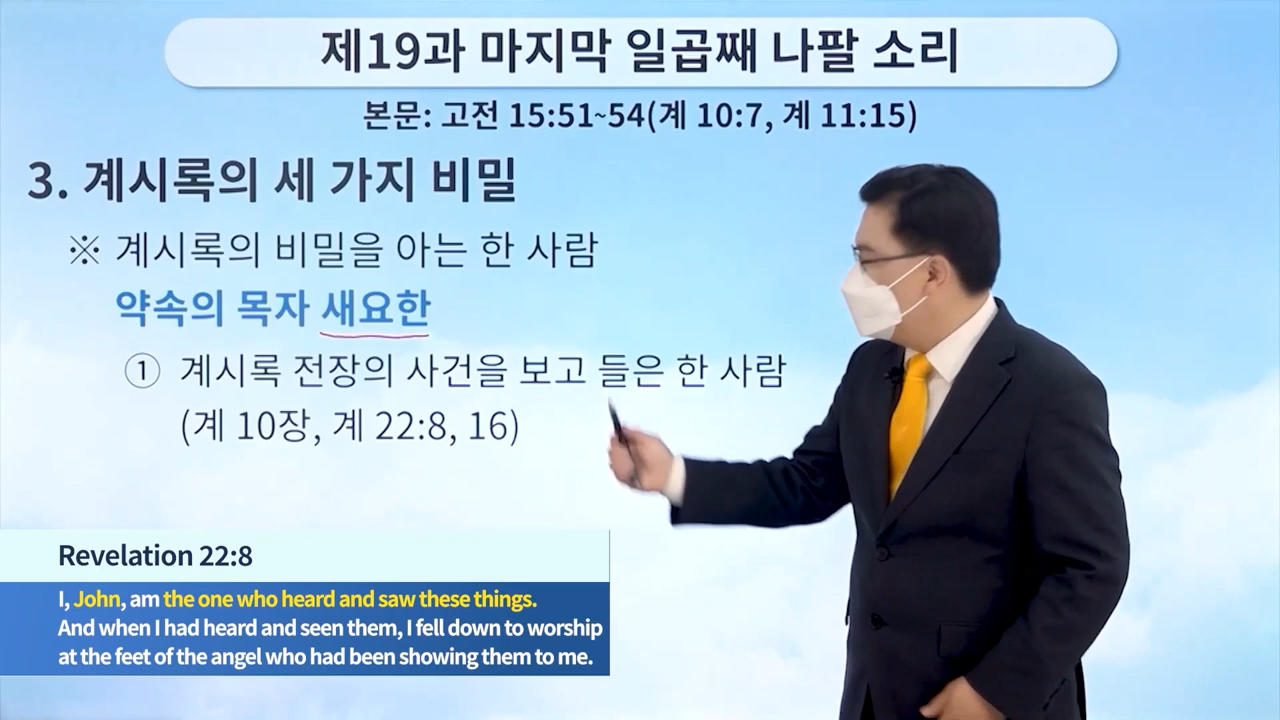 제19과 마지막 일곱째 나팔 소리
본문: 고전 15:51~54(계 10:7, 계 11:15)
3. 계시록의 세 가지 비밀
※ 계시록의 비밀을 아는 한 사람
약속의 목자 새요한
① 계시록 전장의 사건을 보고 들은 한 사람
(계 10장, 계 22:8, 16)
Revelation 22:8
I, John, am the one who heard and saw these things.
And when I had heard and seen them, I fell down to worship
at the feet of the angel who had been showing them to me.